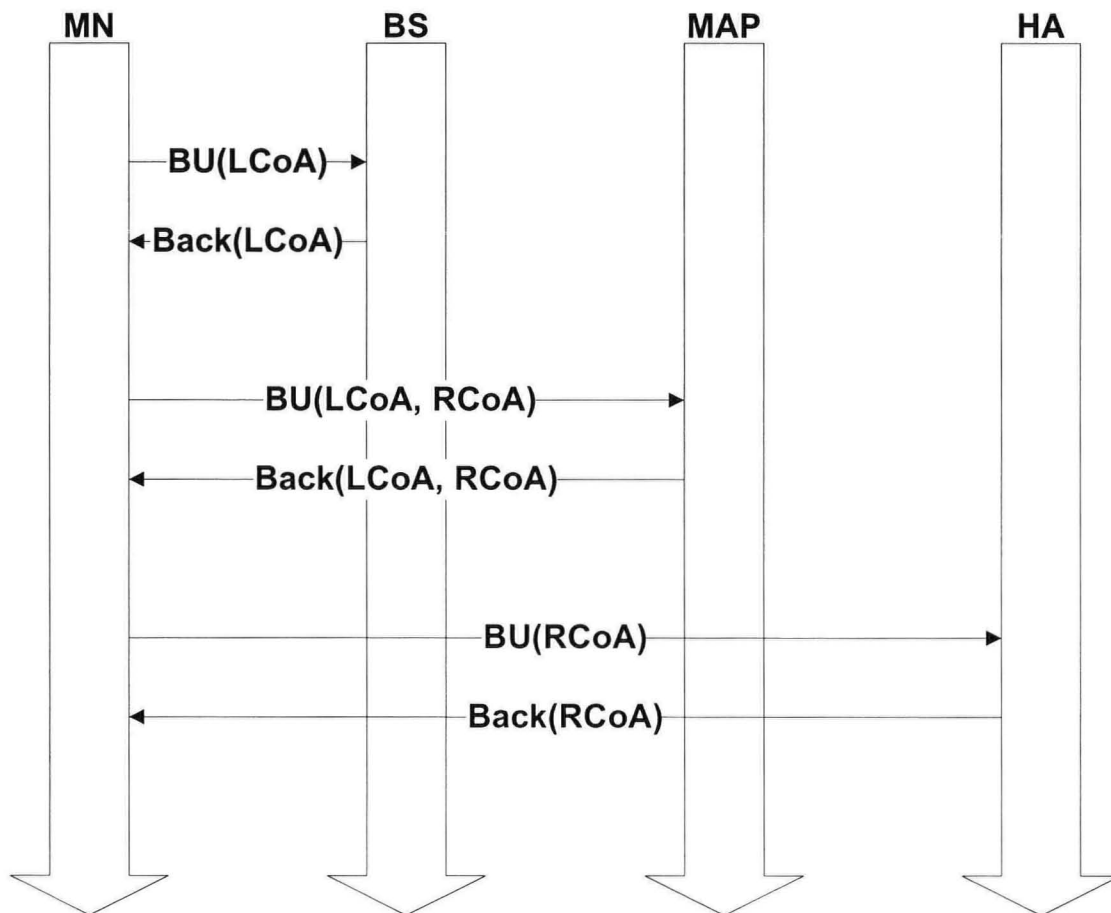 MN BS MAP HA
BU(LCoA)
Back(LCoA)
BU(LCoA, RCoA)
Back(LCoA, RCoA)
BU(RCoA)
Back(RCoA)